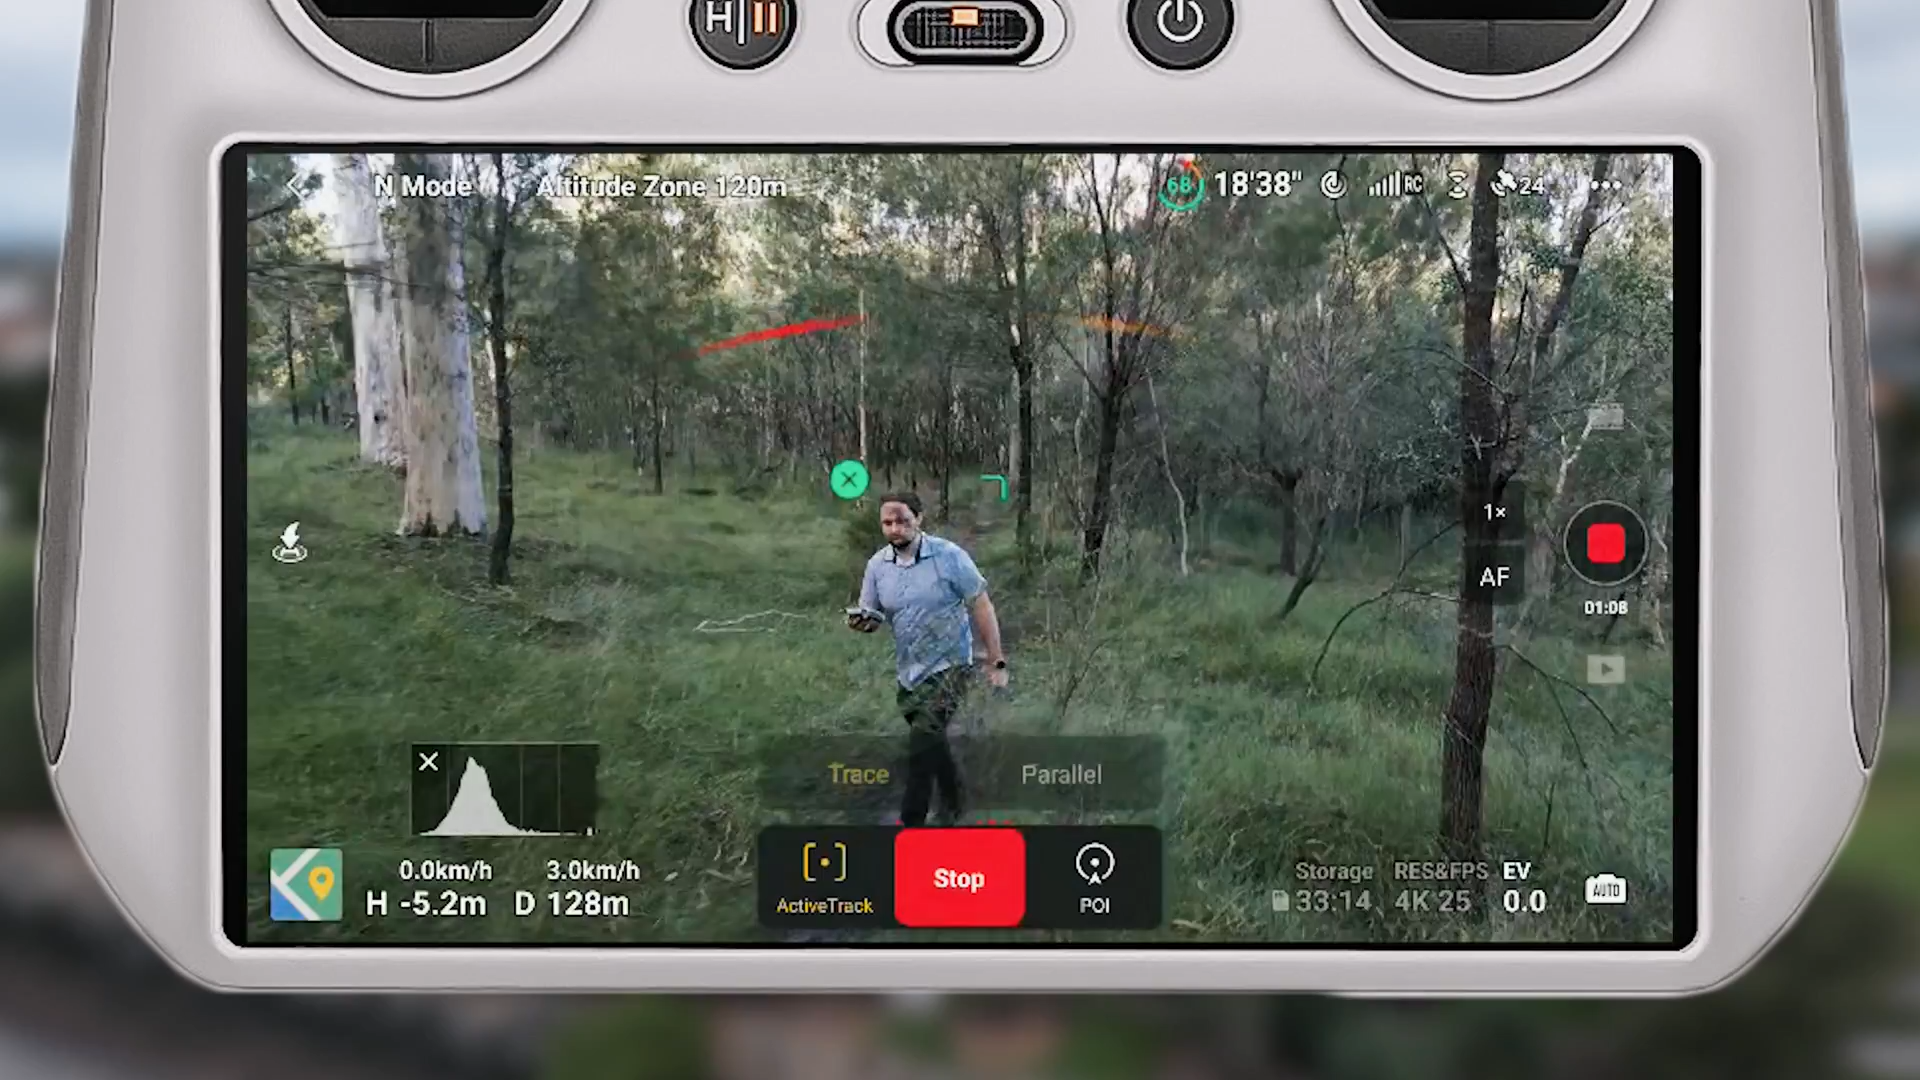 H
N Mode
Altitude Zone 120m
68
18'38"
RC
24
1×
AF
01:08
Trace
Parallel
0.0km/h
3.0km/h
H -5.2m
D 128m
ActiveTrack
Stop
POI
Storage
33:14
RES&FPS
4K 25
EV
0.0
AUTO